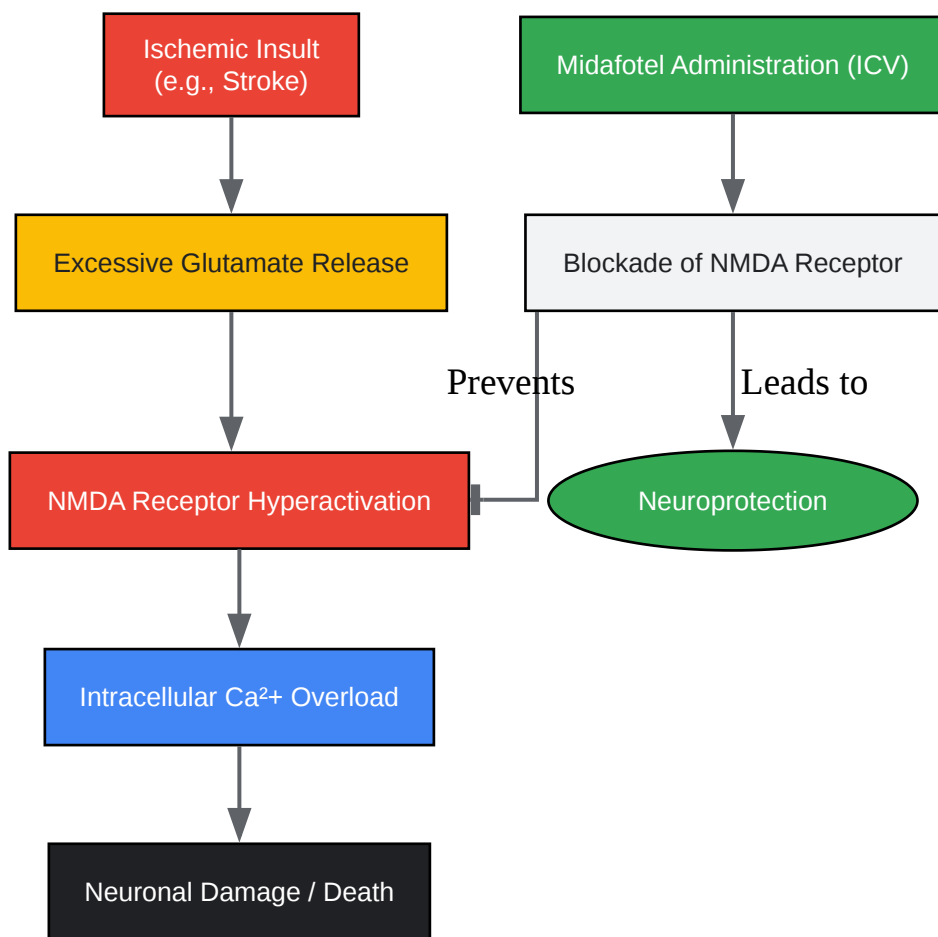 Ischemic Insult
(e.g., Stroke)
Midafotel Administration (ICV)
Excessive Glutamate Release
Blockade of NMDA Receptor
Prevents
Leads to
NMDA Receptor Hyperactivation
Neuroprotection
Intracellular Ca²+ Overload
Neuronal Damage / Death